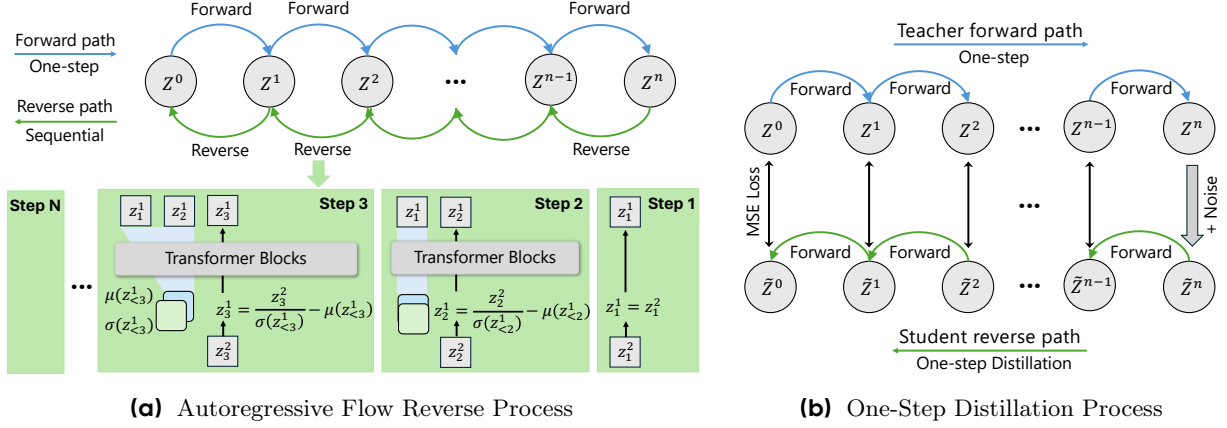 Forward Forward Forward
Forward path
One-step
Z^0 Z^1 Z^2 ... Z^{n-1} Z^n
Reverse path
Sequential
Reverse Reverse Reverse
Step N
...
z_1^1 z_2^1 z_3^1 Step 3
Transformer Blocks
μ(z_{<3}^1)
σ(z_{<3}^1)
z_3^1 = \frac{z_3^2}{σ(z_{<3}^1)} − μ(z_{<3}^1)
z_3^2
z_1^1 z_2^1 Step 2
Transformer Blocks
z_2^1 = \frac{z_2^2}{σ(z_{<2}^1)} − μ(z_{<2}^1)
z_2^2
z_1^1 Step 1
z_1^1 = z_1^2
z_1^2
(a) Autoregressive Flow Reverse Process
Teacher forward path
One-step
Forward Forward Forward
Z^0 Z^1 Z^2 ... Z^{n-1} Z^n
MSE Loss
...
+ Noise
Forward Forward Forward
Z̃^0 Z̃^1 Z̃^2 ... Z̃^{n-1} Z̃^n
Student reverse path
One-step Distillation
(b) One-Step Distillation Process